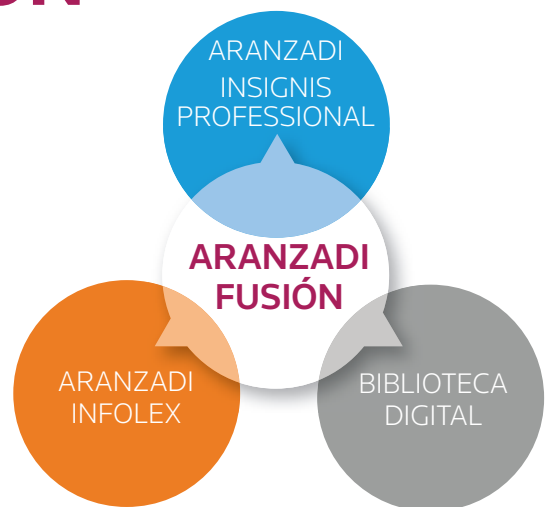 ARANZADI
INSIGNIS
PROFESSIONAL
ARANZADI
FUSIÓN
ARANZADI
INFOLEX
BIBLIOTECA
DIGITAL